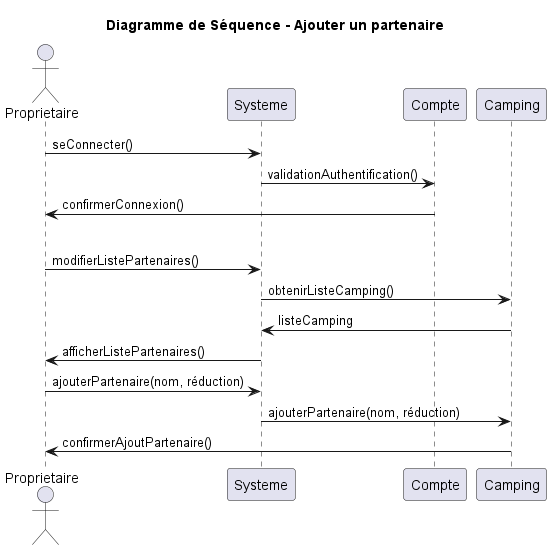 Diagramme de Séquence - Ajouter un partenaire
Proprietaire
Systeme
Compte
Camping
seConnecter()
validationAuthentification()
confirmerConnexion()
modifierListePartenaires()
obtenirListeCamping()
listeCamping
afficherListePartenaires()
ajouterPartenaire(nom, réduction)
ajouterPartenaire(nom, réduction)
confirmerAjoutPartenaire()
Proprietaire
Systeme
Compte
Camping